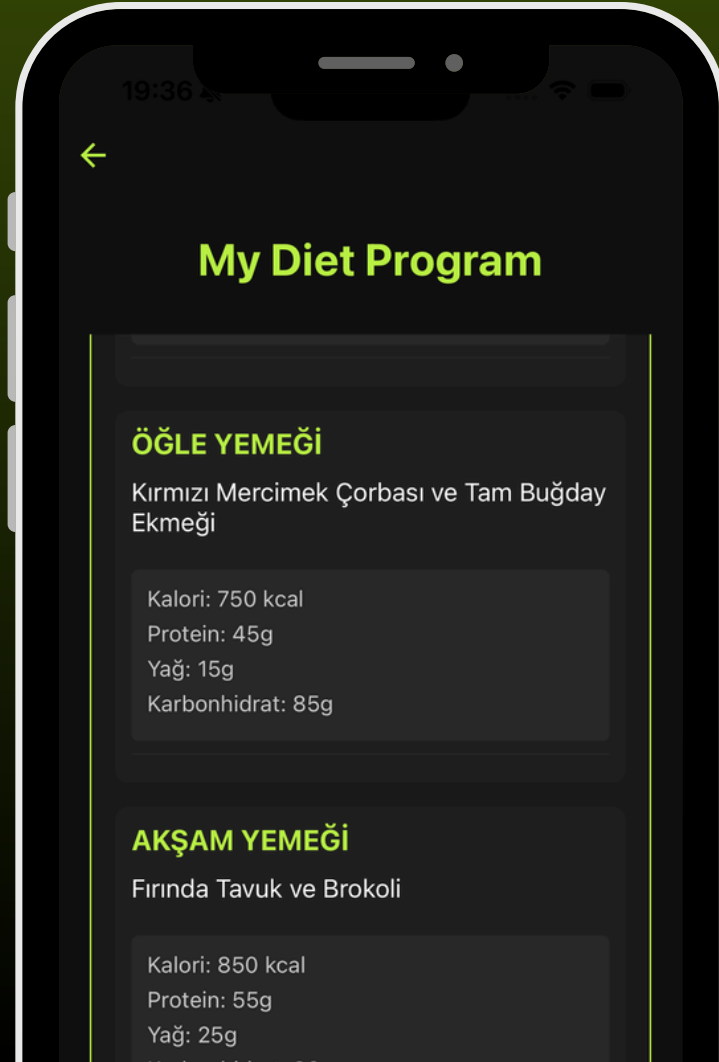 19:36
My Diet Program
ÖĞLE YEMEĞİ
Kırmızı Mercimek Çorbası ve Tam Buğday
Ekmeği
Kalori: 750 kcal
Protein: 45g
Yağ: 15g
Karbonhidrat: 85g
AKŞAM YEMEĞİ
Fırında Tavuk ve Brokoli
Kalori: 850 kcal
Protein: 55g
Yağ: 25g